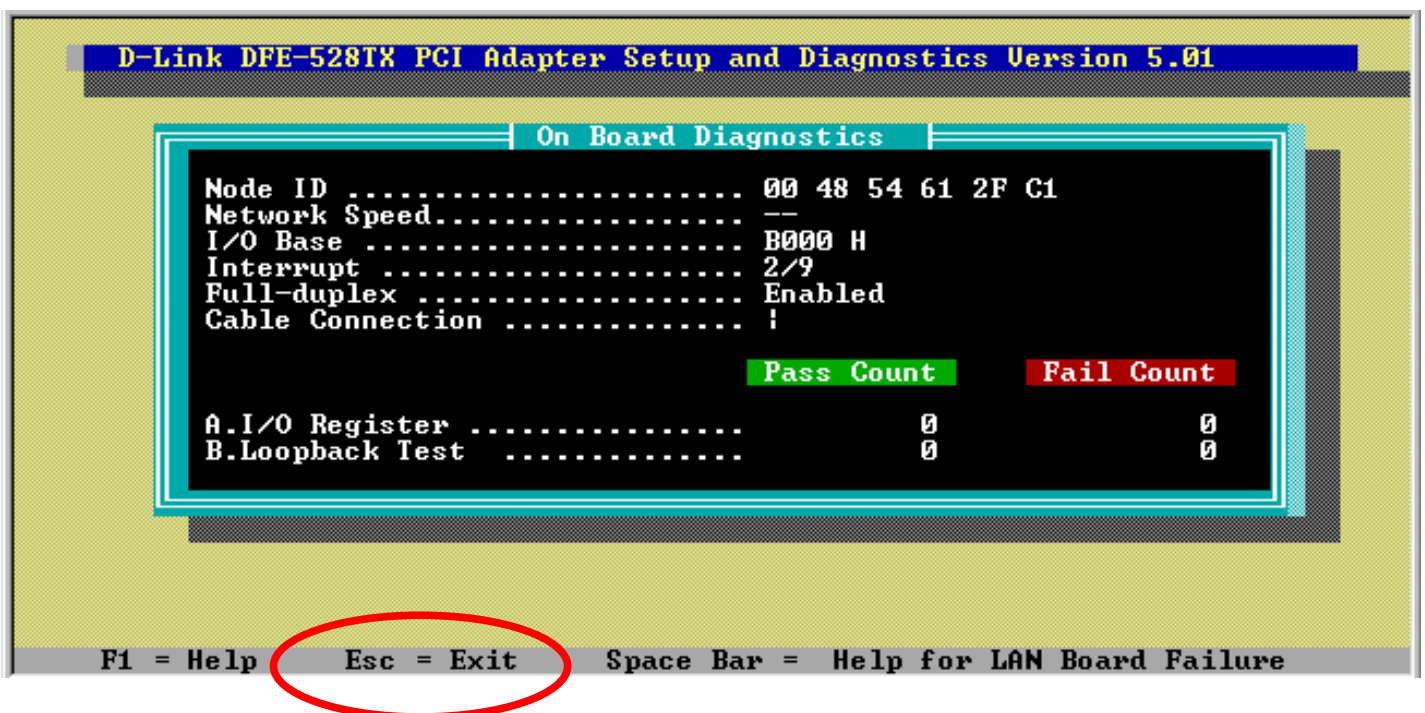 D-Link DFE-528TX PCI Adapter Setup and Diagnostics Version 5.01
On Board Diagnostics
Node ID ....................... 00 48 54 61 2F C1
Network Speed.................. --
I/O Base ...................... B000 H
Interrupt ..................... 2/9
Full-duplex ................... Enabled
Cable Connection .............. ¦
Pass Count Fail Count
A.I/O Register ................ 0 0
B.Loopback Test .............. 0 0
F1 = Help Esc = Exit Space Bar = Help for LAN Board Failure